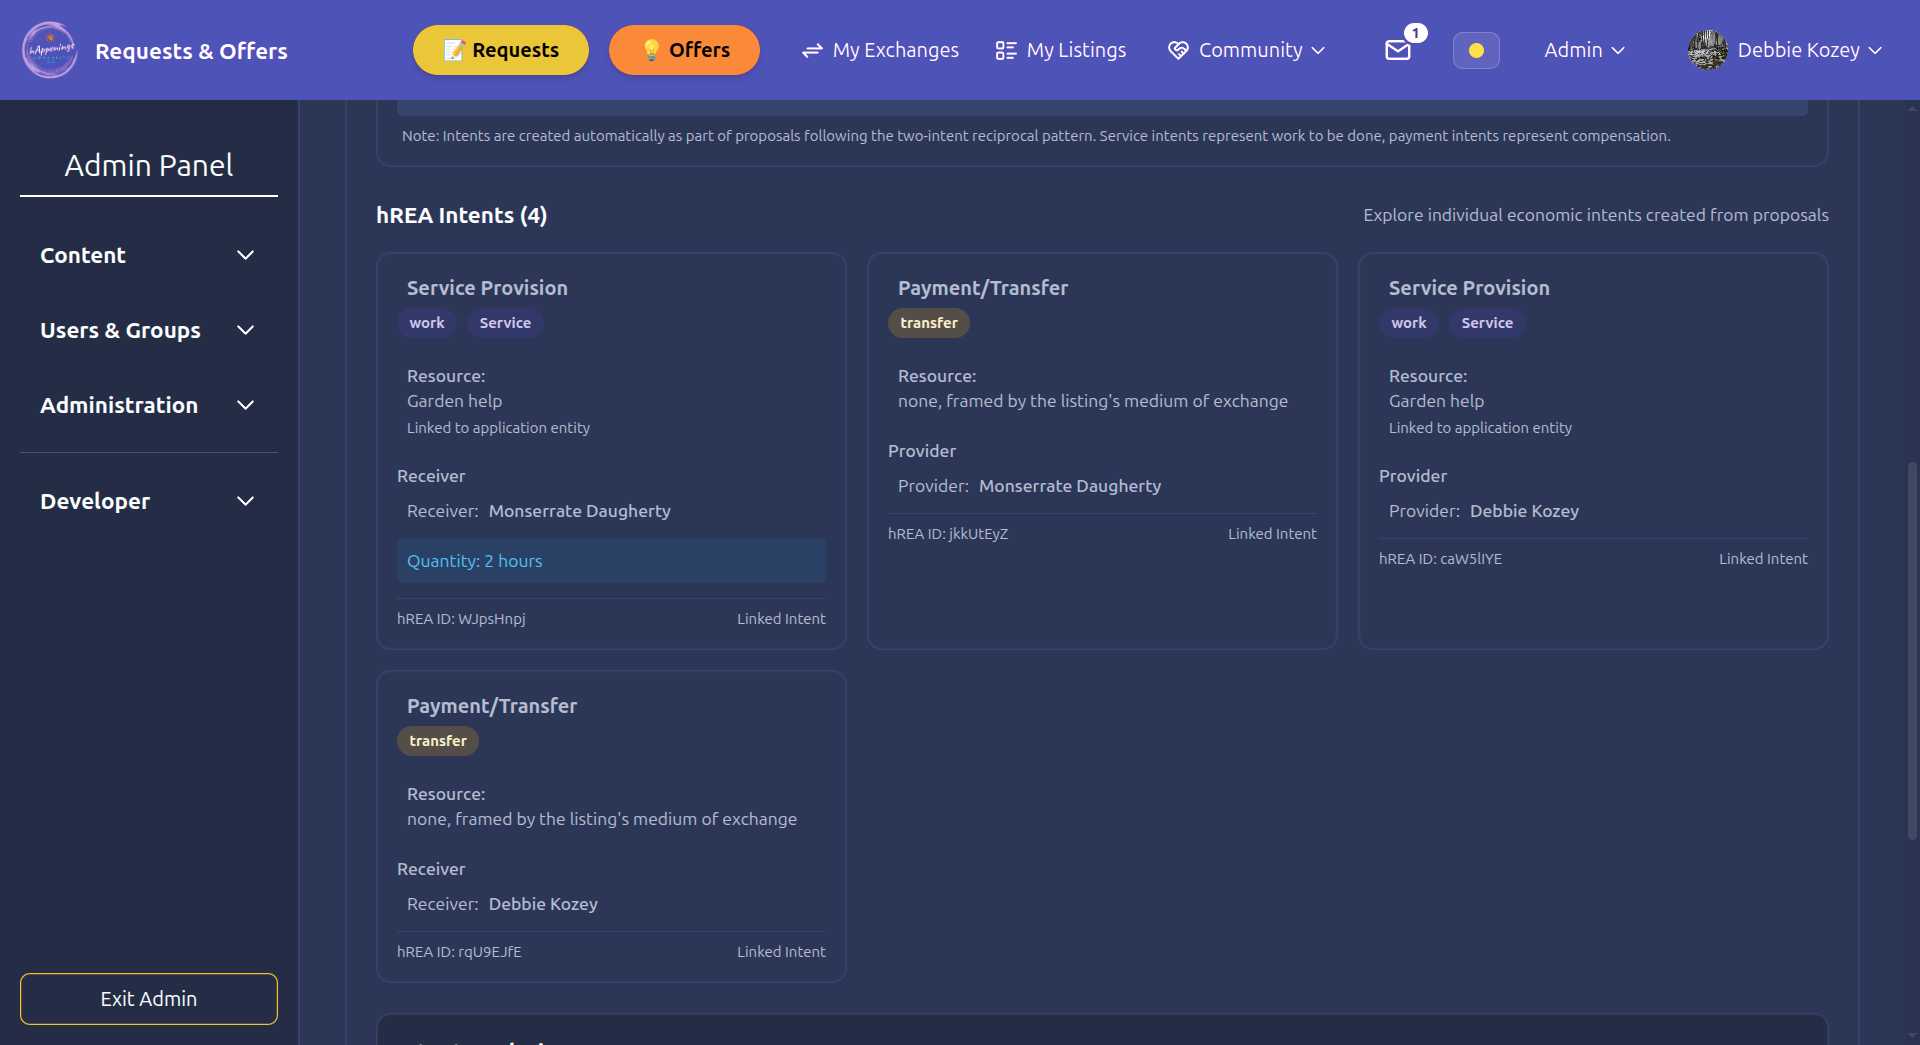 hAppenings
Requests & Offers
📝 Requests
💡 Offers
My Exchanges
My Listings
Community
1
Admin
Debbie Kozey
Admin Panel
Content
Users & Groups
Administration
Developer
Exit Admin
Note: Intents are created automatically as part of proposals following the two-intent reciprocal pattern. Service intents represent work to be done, payment intents represent compensation.
hREA Intents (4)
Explore individual economic intents created from proposals
Service Provision
work Service
Resource:
Garden help
Linked to application entity
Receiver
Receiver: Monserrate Daugherty
Quantity: 2 hours
hREA ID: WJpsHnpj
Linked Intent
Payment/Transfer
transfer
Resource:
none, framed by the listing's medium of exchange
Provider
Provider: Monserrate Daugherty
hREA ID: jkkUtEyZ
Linked Intent
Service Provision
work Service
Resource:
Garden help
Linked to application entity
Provider
Provider: Debbie Kozey
hREA ID: caW5lIYE
Linked Intent
Payment/Transfer
transfer
Resource:
none, framed by the listing's medium of exchange
Receiver
Receiver: Debbie Kozey
hREA ID: rqU9EJfE
Linked Intent